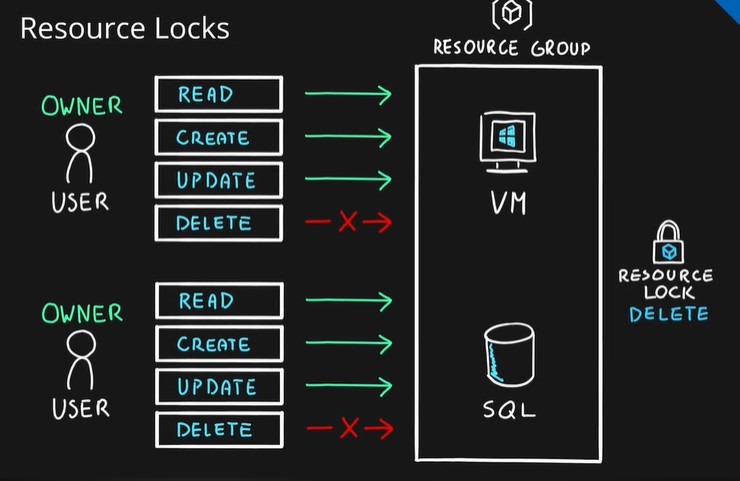 Resource Locks
RESOURCE GROUP
OWNER
USER
READ
CREATE
UPDATE
DELETE
X
VM
OWNER
USER
READ
CREATE
UPDATE
DELETE
X
SQL
RESOURCE
LOCK
DELETE